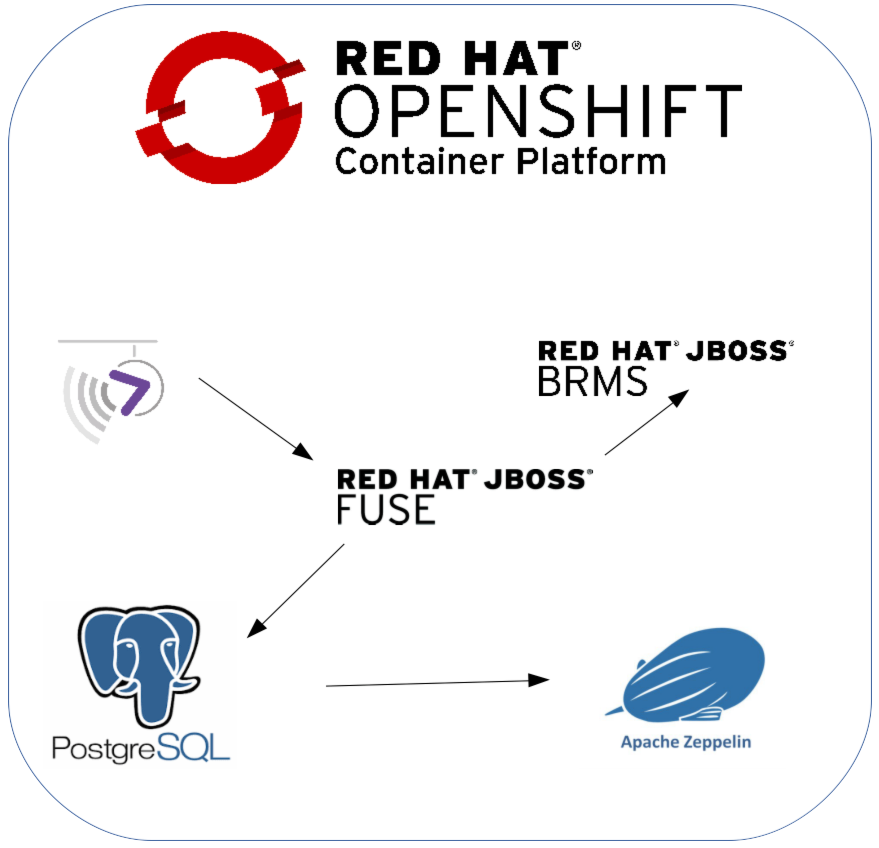 RED HAT®
OPENSHIFT
Container Platform
RED HAT® JBOSS®
BRMS
RED HAT® JBOSS®
FUSE
PostgreSQL
Apache Zeppelin